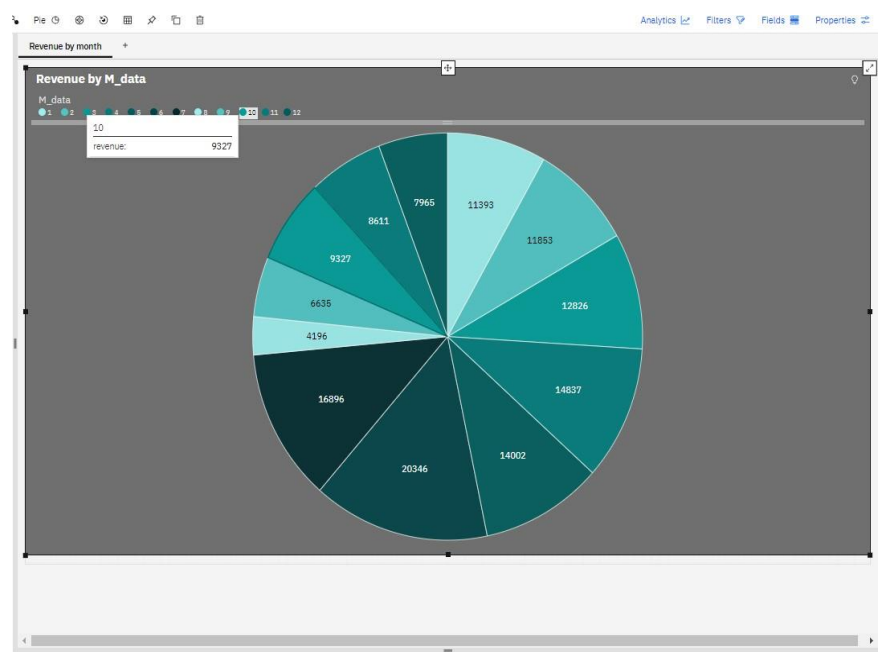 Pie
Analytics Filters Fields Properties
Revenue by month +
Revenue by M_data
M_data
1 2 3 4 5 6 7 8 9 10 11 12
10
revenue: 9327
7965 11393
8611
11853
9327
6635
12826
4196
14837
16896
14002
20346